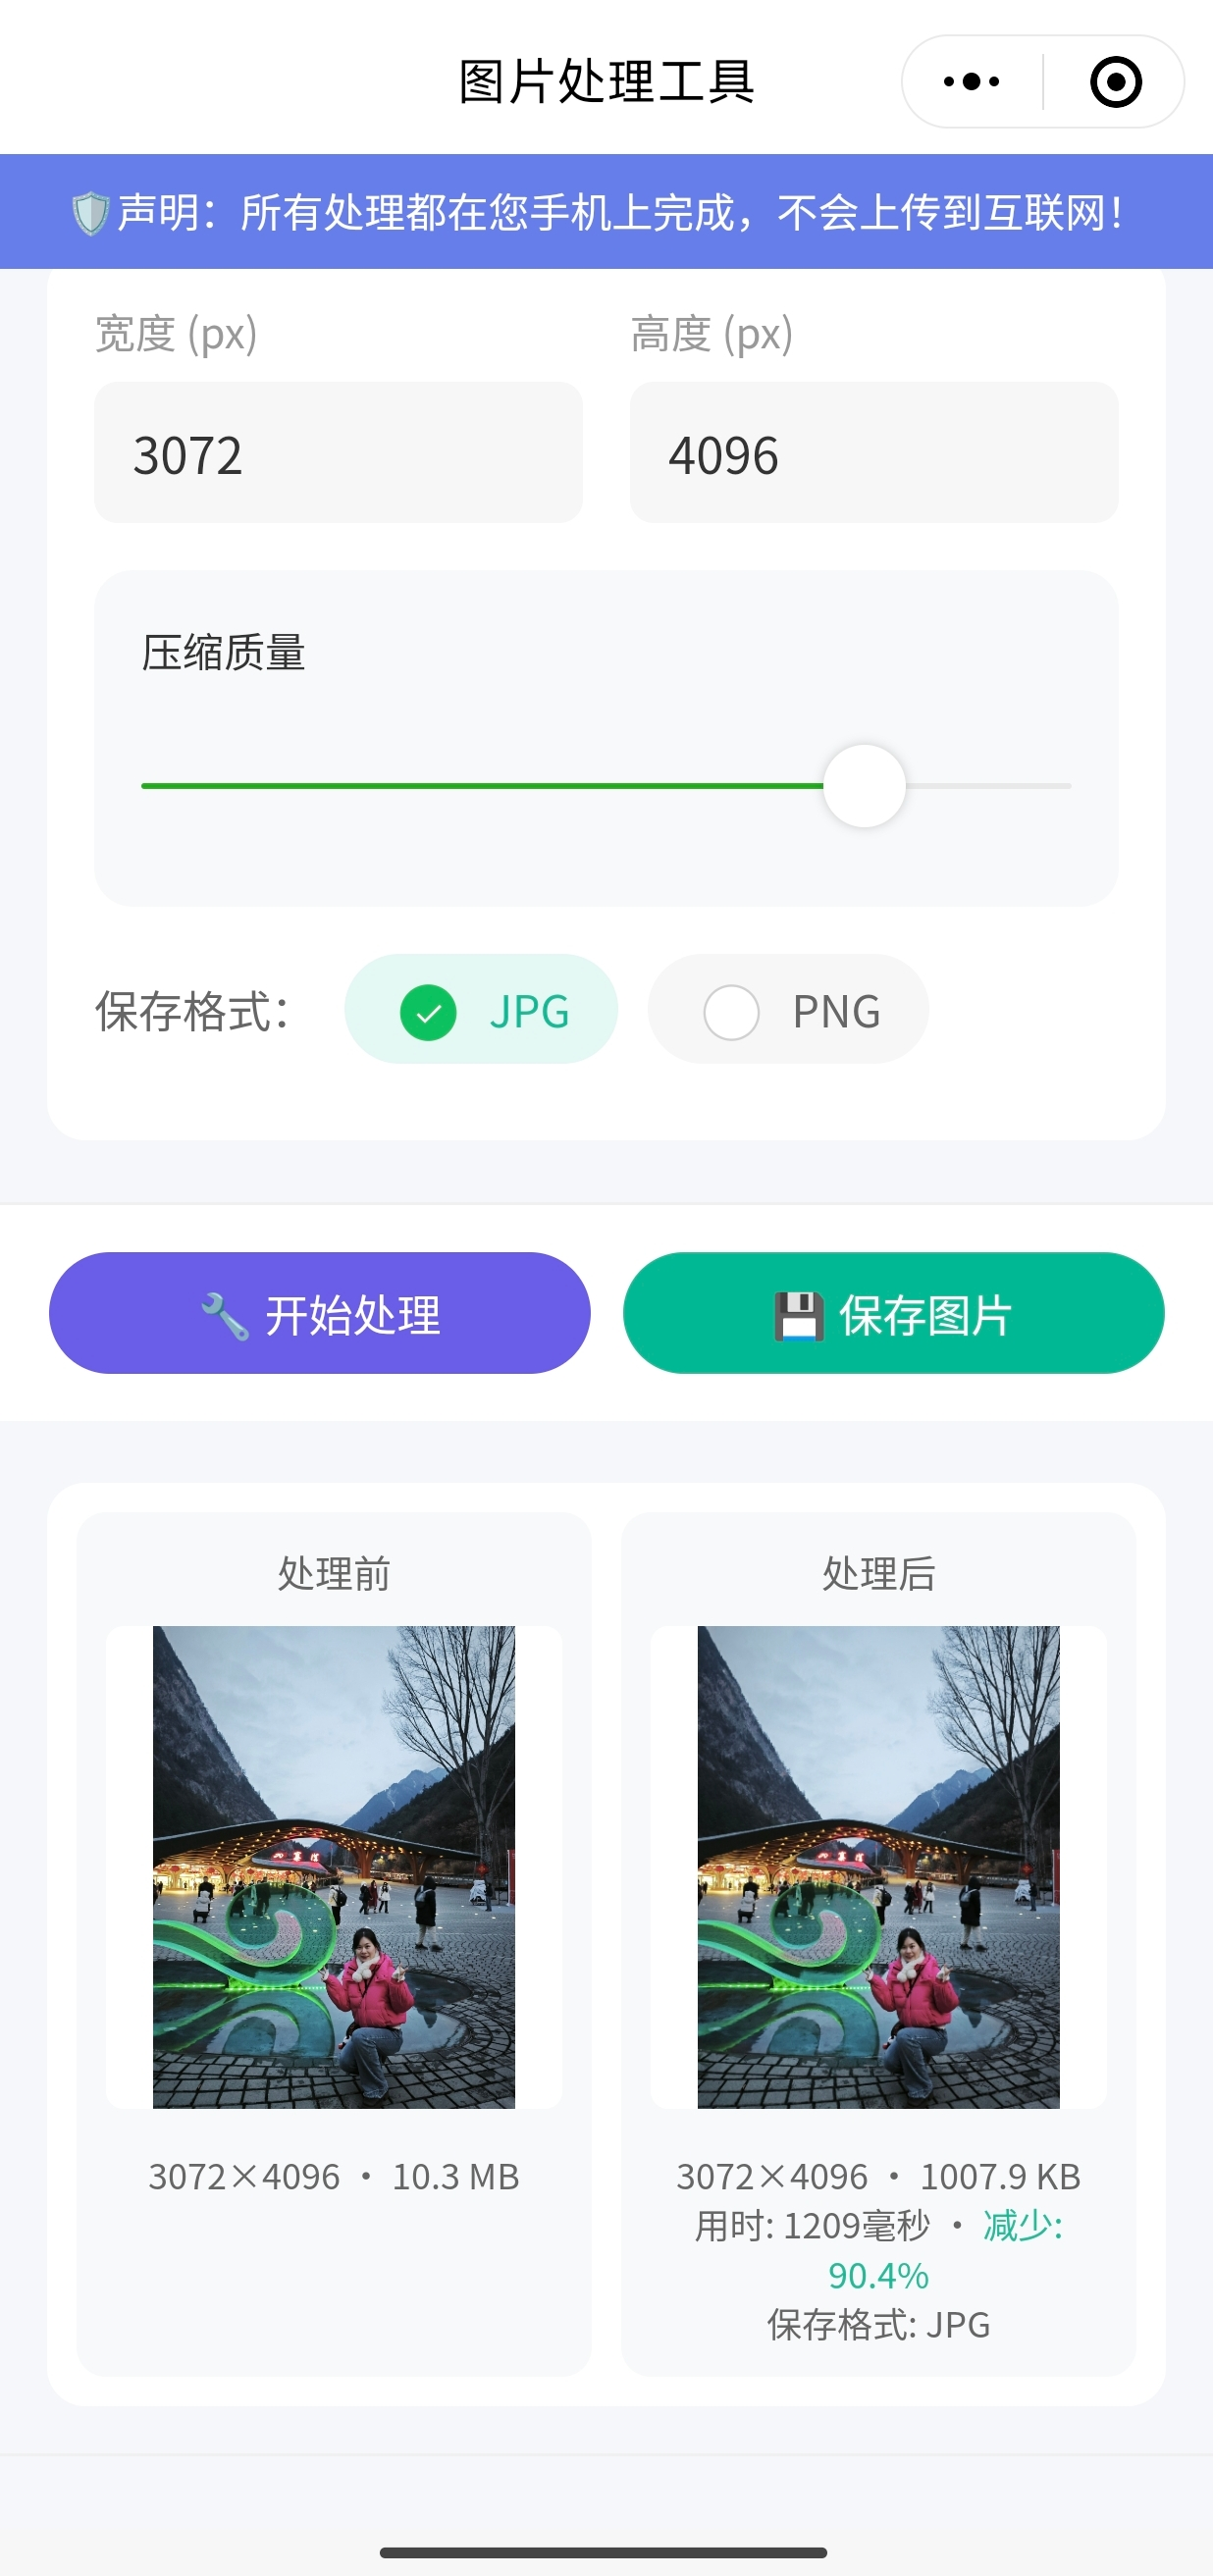 图片处理工具
声明：所有处理都在您手机上完成，不会上传到互联网！
宽度 (px)
高度 (px)
3072
4096
压缩质量
保存格式：
JPG
PNG
开始处理
保存图片
处理前
处理后
3072×4096 · 10.3 MB
3072×4096 · 1007.9 KB
用时: 1209毫秒 · 减少:
90.4%
保存格式: JPG